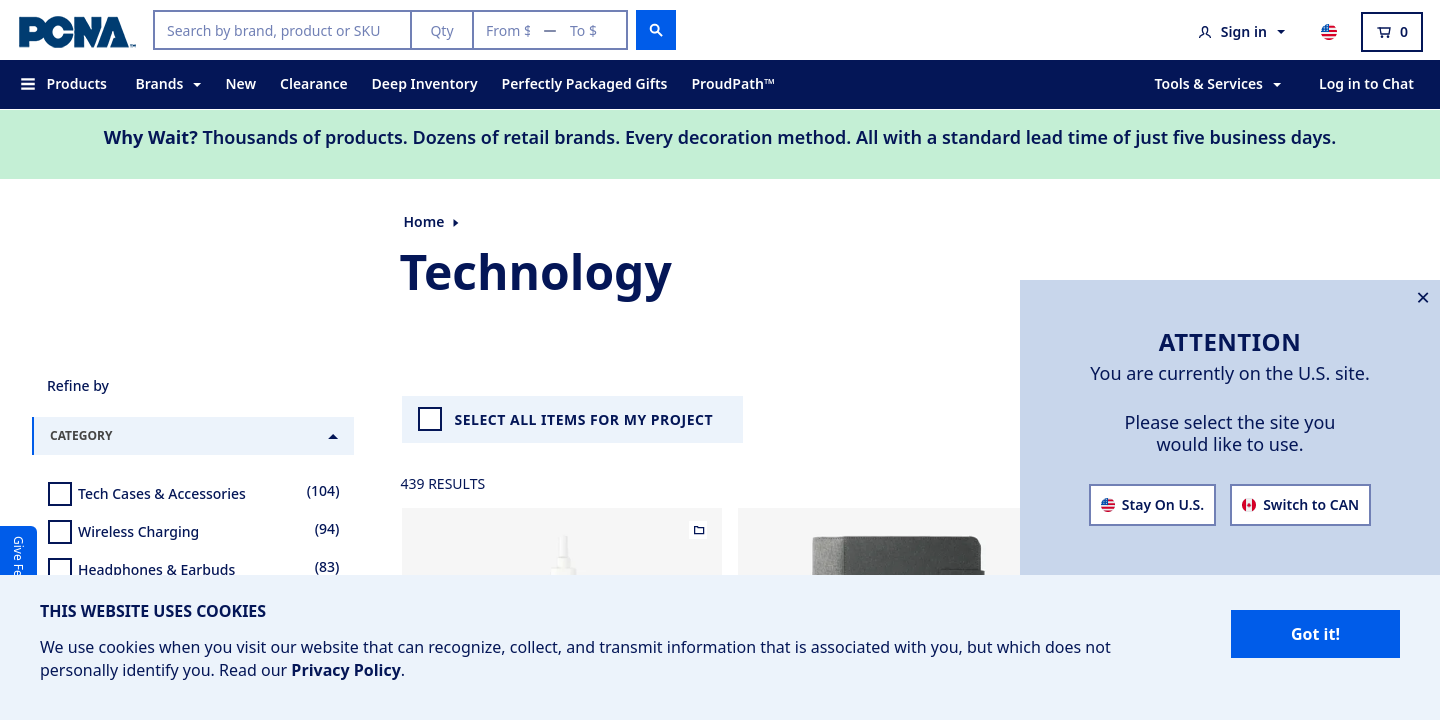 PCNA™
Search by brand, product or SKU
Qty
From $ — To $
Sign in
0
Products
Brands
New
Clearance
Deep Inventory
Perfectly Packaged Gifts
ProudPath™
Tools & Services
Log in to Chat
Why Wait? Thousands of products. Dozens of retail brands. Every decoration method. All with a standard lead time of just five business days.
Home
Technology
Refine by
CATEGORY
Tech Cases & Accessories (104)
Wireless Charging (94)
Headphones & Earbuds (83)
SELECT ALL ITEMS FOR MY PROJECT
439 RESULTS
ATTENTION
You are currently on the U.S. site.
Please select the site you
would like to use.
Stay On U.S.
Switch to CAN
Give Fe
THIS WEBSITE USES COOKIES
We use cookies when you visit our website that can recognize, collect, and transmit information that is associated with you, but which does not
personally identify you. Read our Privacy Policy.
Got it!